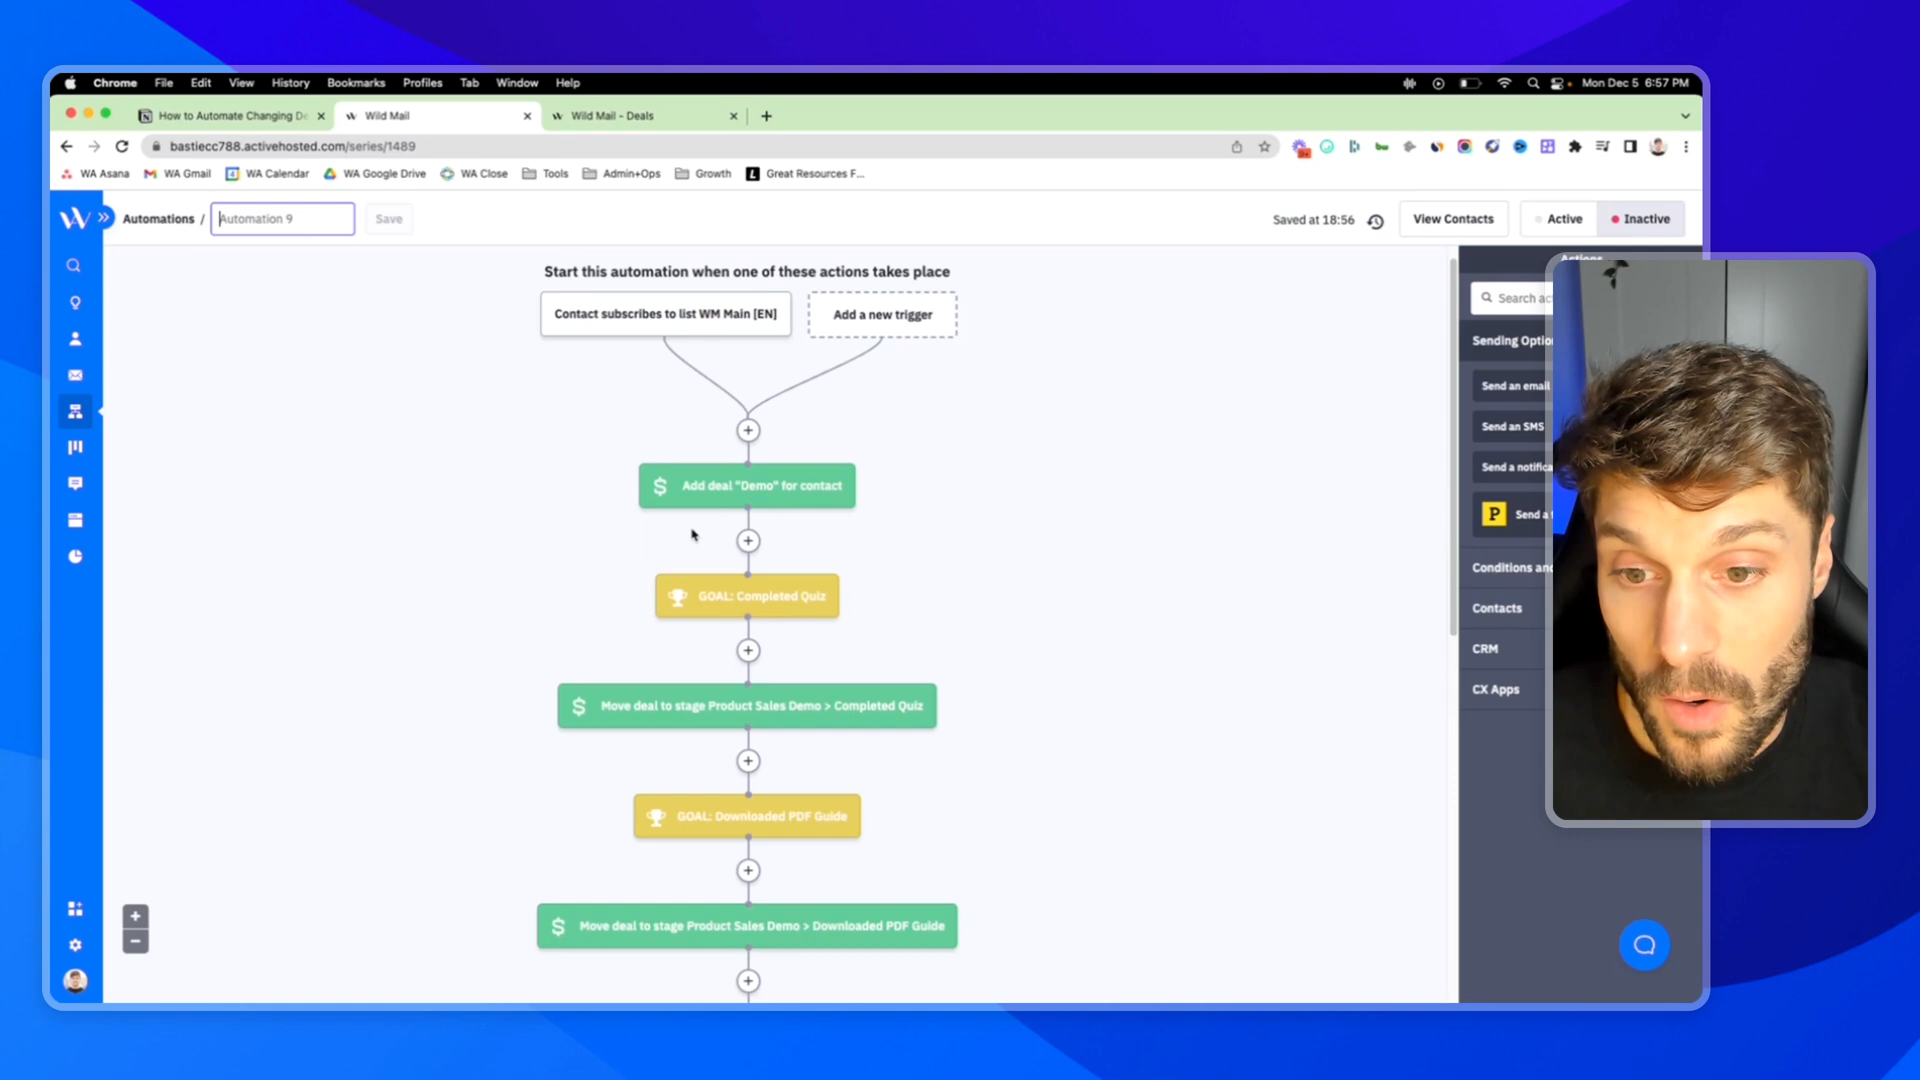 Chrome File Edit View History Bookmarks Profiles Tab Window Help
Mon Dec 5 6:57 PM
How to Automate Changing De
Wild Mail
Wild Mail - Deals
bastiecc788.activehosted.com/series/1489
WA Asana WA Gmail WA Calendar WA Google Drive WA Close Tools Admin+Ops Growth Great Resources F...
Automations / Automation 9 Save
Saved at 18:56 View Contacts Active Inactive
Start this automation when one of these actions takes place
Contact subscribes to list WM Main [EN]
Add a new trigger
Add deal "Demo" for contact
GOAL: Completed Quiz
Move deal to stage Product Sales Demo > Completed Quiz
GOAL: Downloaded PDF Guide
Move deal to stage Product Sales Demo > Downloaded PDF Guide
Actions
Search
Sending
Send an email
Send an SMS
Send a
P Send a
Conditions
Contacts
CRM
CX Apps